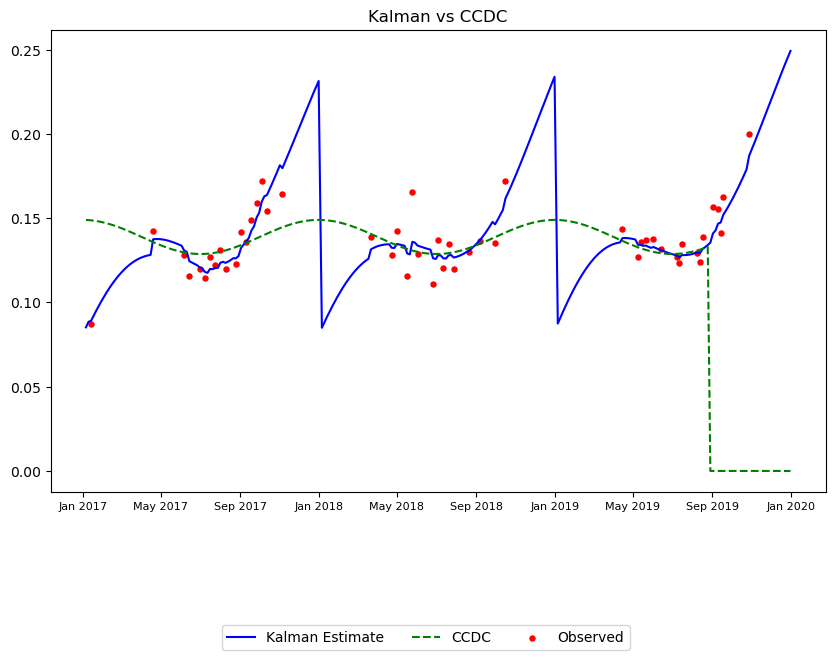 Kalman vs CCDC
0.25
0.20
0.15
0.10
0.05
0.00
Jan 2017 May 2017 Sep 2017 Jan 2018 May 2018 Sep 2018 Jan 2019 May 2019 Sep 2019 Jan 2020
Kalman Estimate CCDC Observed